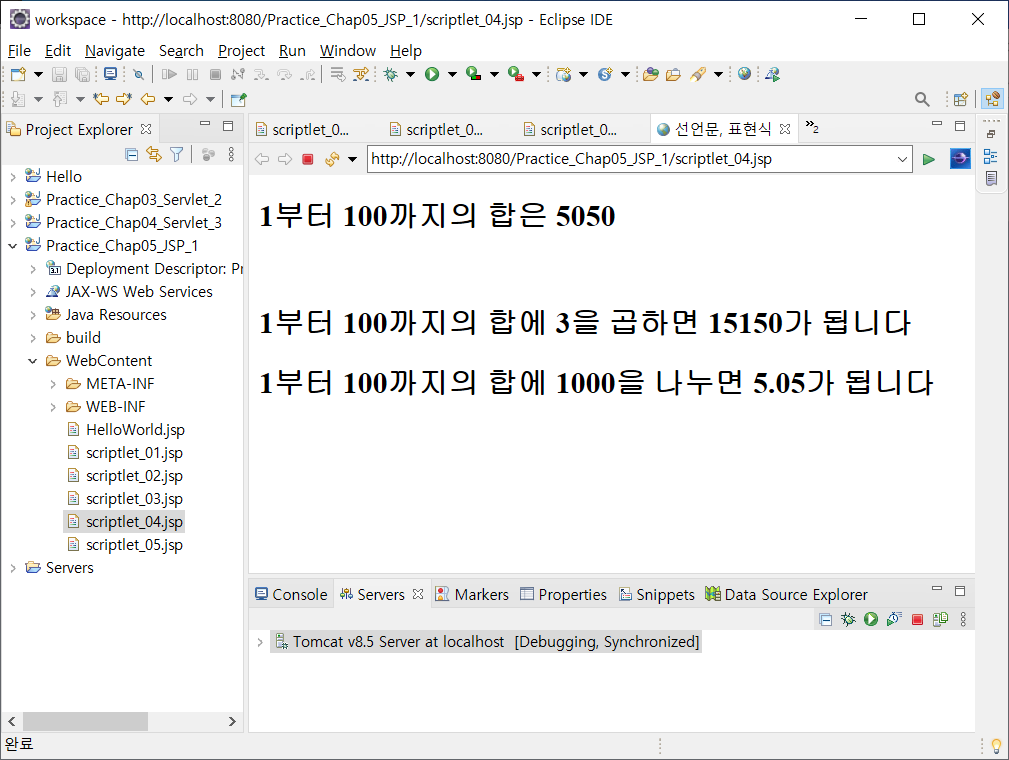 workspace - http://localhost:8080/Practice_Chap05_JSP_1/scriptlet_04.jsp - Eclipse IDE
File Edit Navigate Search Project Run Window Help
Project Explorer
Hello
Practice_Chap03_Servlet_2
Practice_Chap04_Servlet_3
Practice_Chap05_JSP_1
Deployment Descriptor: Pr
JAX-WS Web Services
Java Resources
build
WebContent
META-INF
WEB-INF
HelloWorld.jsp
scriptlet_01.jsp
scriptlet_02.jsp
scriptlet_03.jsp
scriptlet_04.jsp
scriptlet_05.jsp
Servers
scriptlet_0... scriptlet_0... scriptlet_0... 선언문, 표현식 »2
http://localhost:8080/Practice_Chap05_JSP_1/scriptlet_04.jsp
1부터 100까지의 합은 5050
1부터 100까지의 합에 3을 곱하면 15150가 됩니다
1부터 100까지의 합에 1000을 나누면 5.05가 됩니다
Console Servers Markers Properties Snippets Data Source Explorer
Tomcat v8.5 Server at localhost [Debugging, Synchronized]
완료